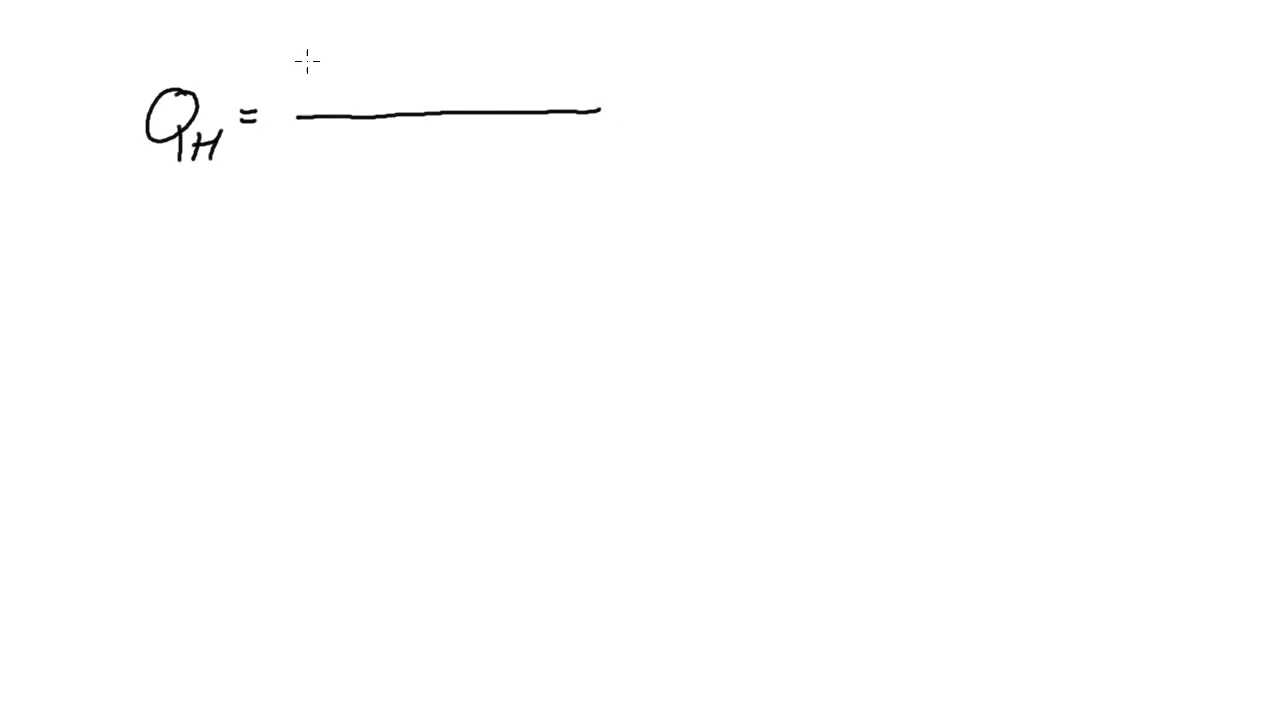 Q_H = —